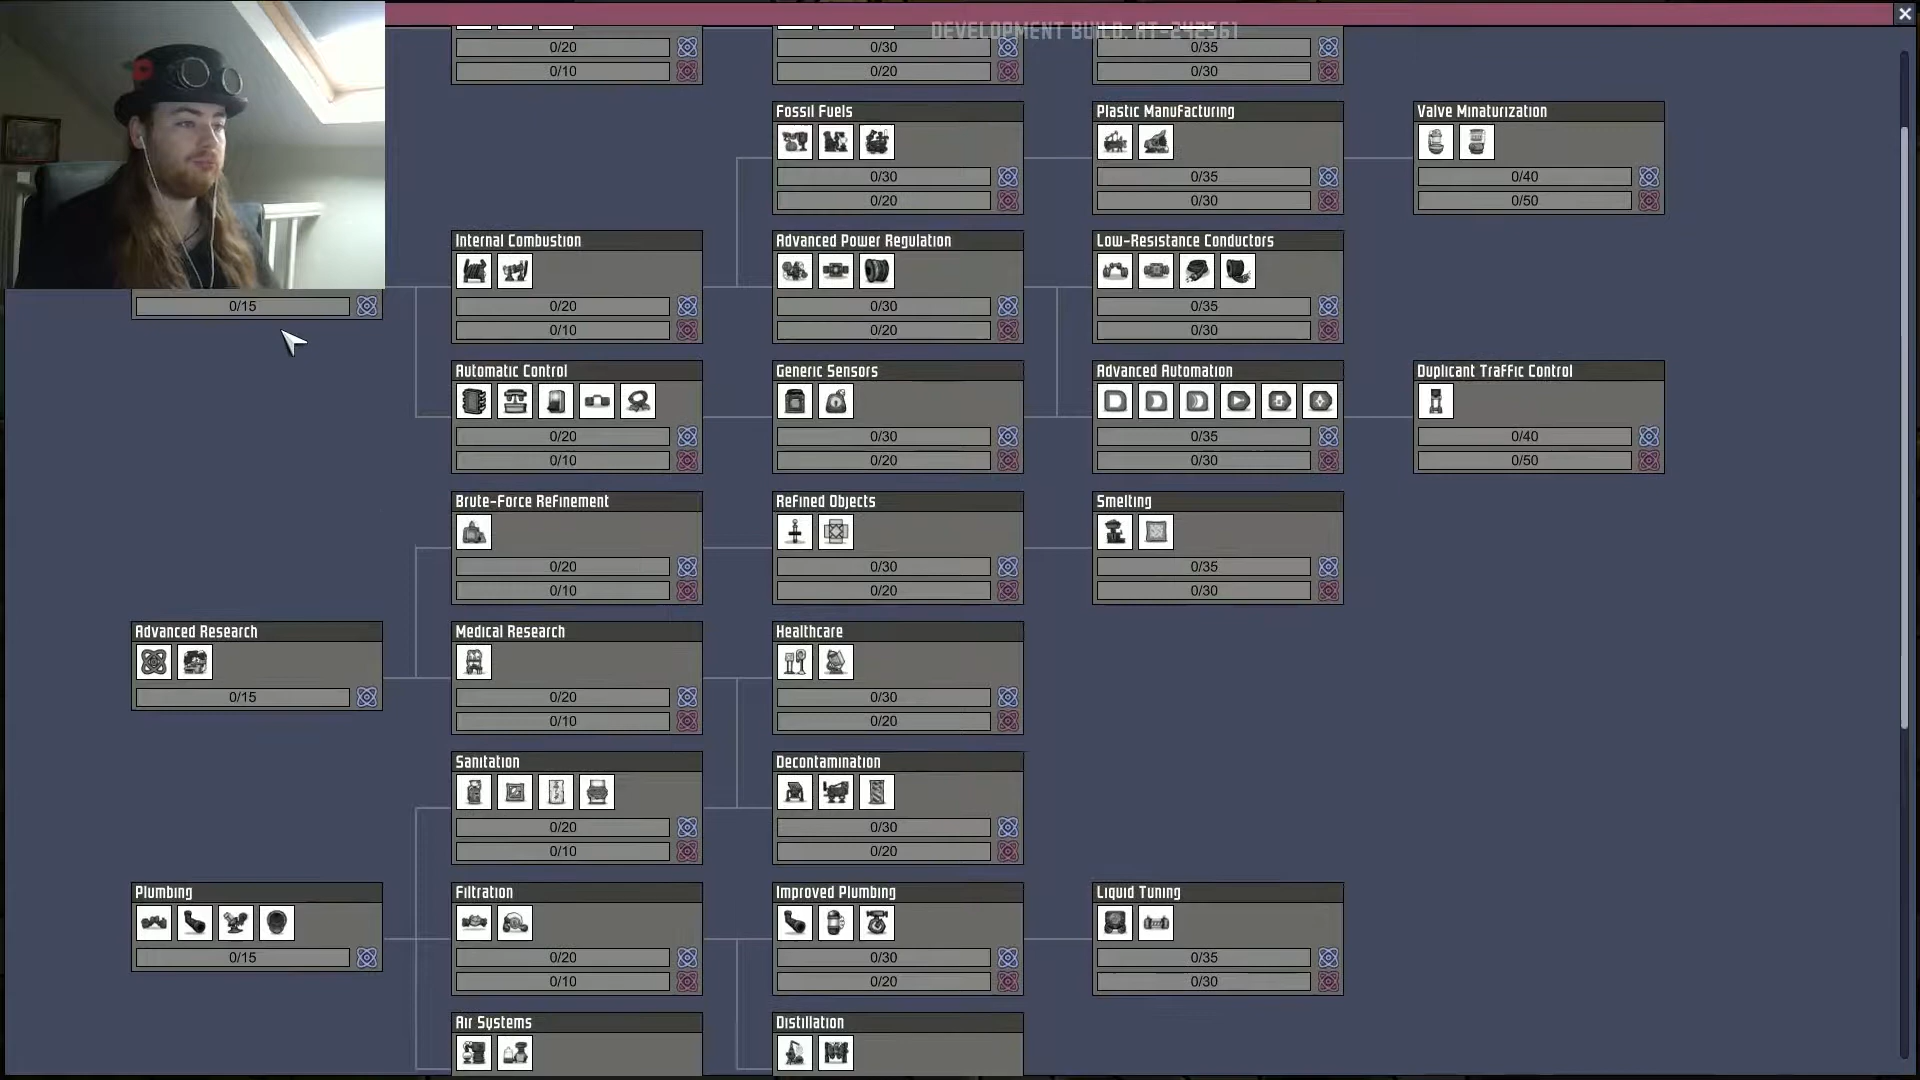 DEVELOPMENT BUILD: AT-242561
0/20
0/30
0/35
0/10
0/20
0/30
Fossil Fuels
Plastic Manufacturing
Valve Minaturization
0/30
0/35
0/40
0/20
0/30
0/50
Internal Combustion
Advanced Power Regulation
Low-Resistance Conductors
0/15
0/20
0/30
0/35
0/10
0/20
0/30
Automatic Control
Generic Sensors
Advanced Automation
Duplicant Traffic Control
0/20
0/30
0/35
0/40
0/10
0/20
0/30
0/50
Brute-Force Refinement
Refined Objects
Smelting
0/20
0/30
0/35
0/10
0/20
0/30
Advanced Research
Medical Research
Healthcare
0/15
0/20
0/30
0/10
0/20
Sanitation
Decontamination
0/20
0/30
0/10
0/20
Plumbing
Filtration
Improved Plumbing
Liquid Tuning
0/15
0/20
0/30
0/35
0/10
0/20
0/30
Air Systems
Distillation